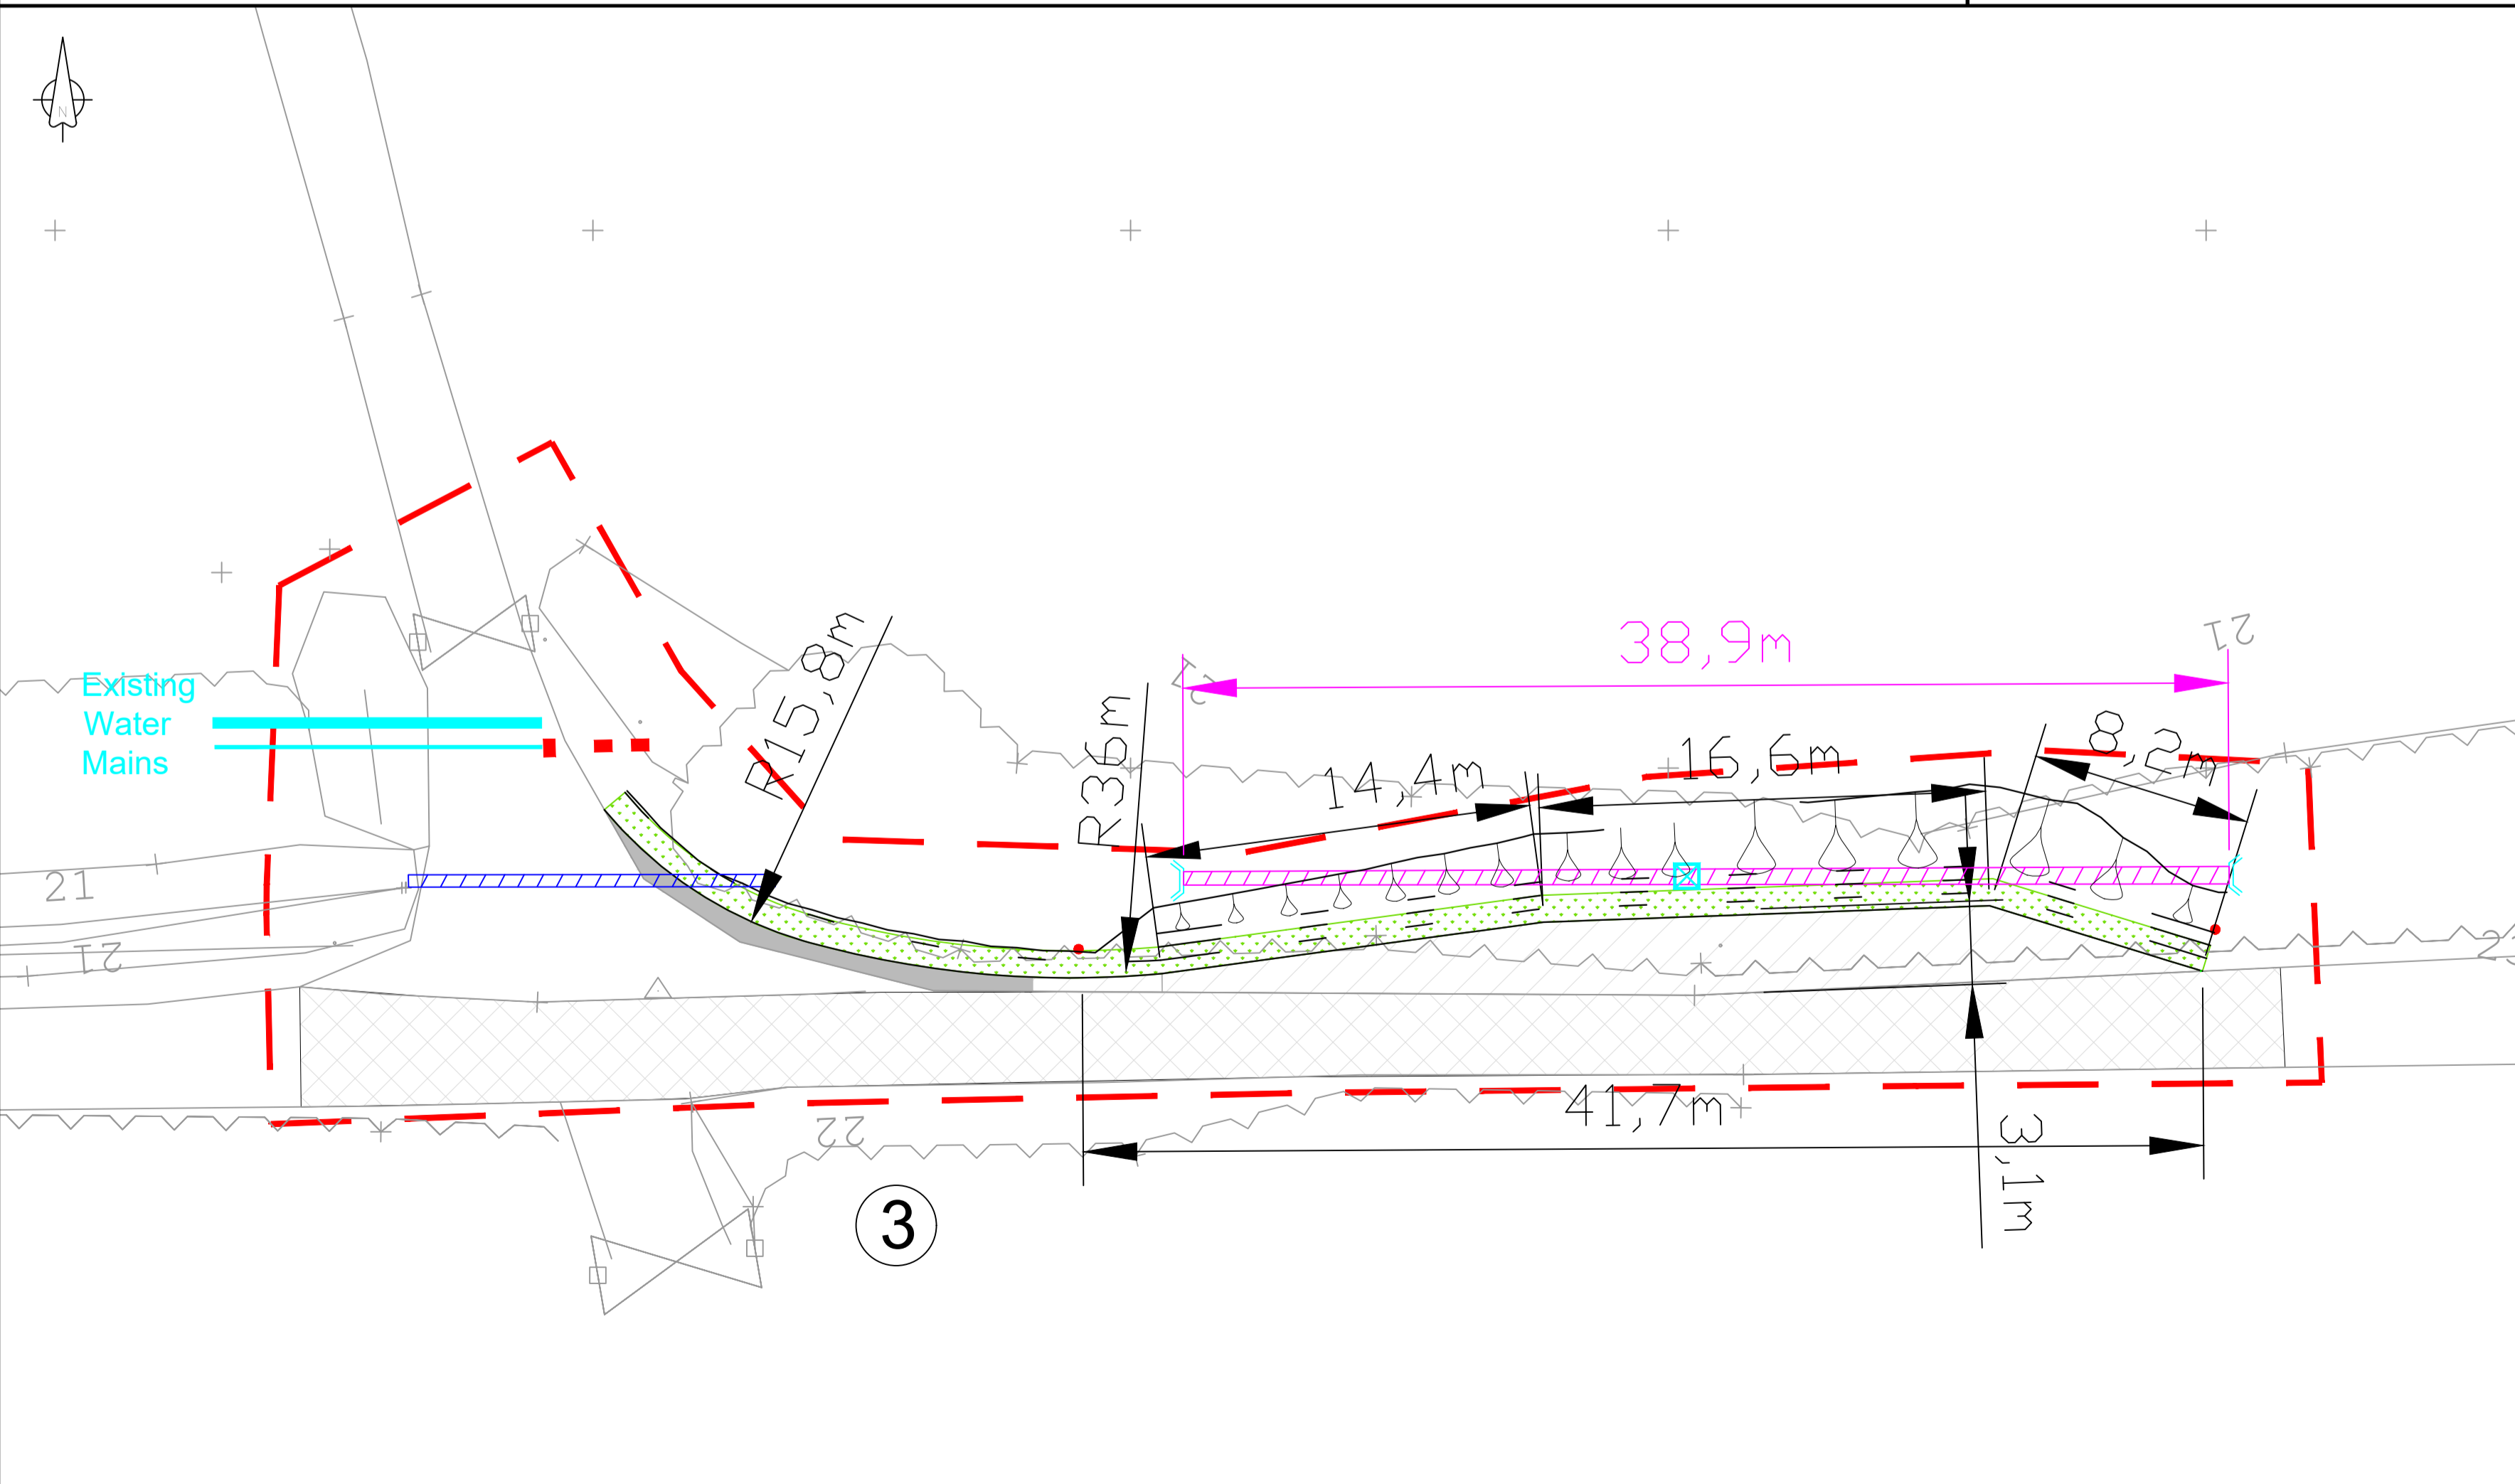 N
Existing
Water
Mains
R15,8m
38,9m
21
14,4m
16,6m
8,2m
21
21
41,7m
22
3,1m
3